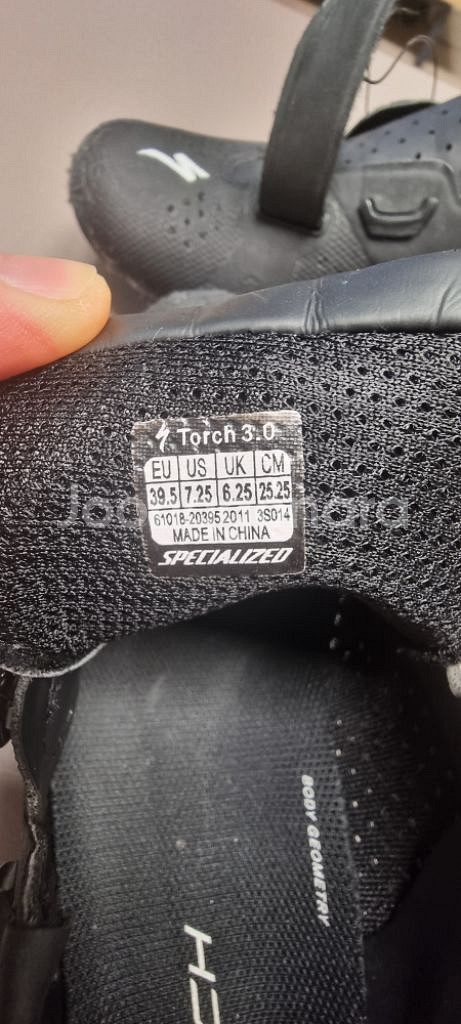 Torch 3.0
EU US UK CM
39.5 7.25 6.25 25.25
61018-20395 2011 3S014
MADE IN CHINA
SPECIALIZED
BODY GEOMETRY